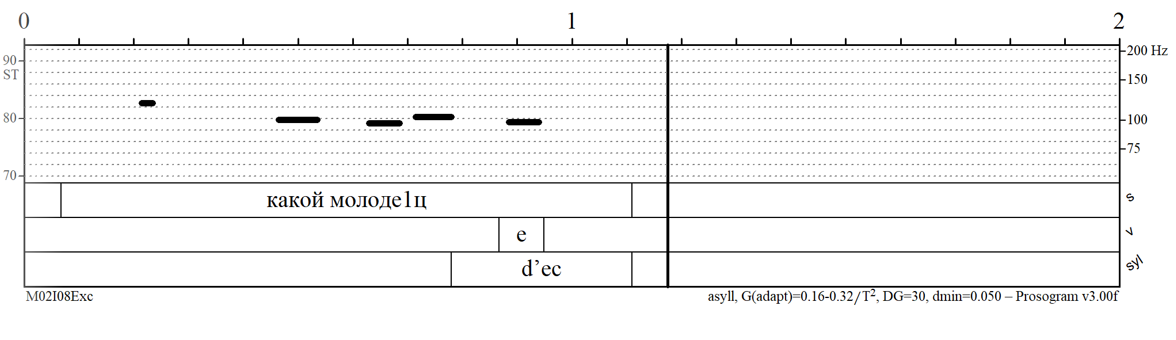 0 1 2
90
ST
80
70
200 Hz
150
100
75
какой молоде1ц
s
e
v
d’ec
syl
M02I08Exc
asyll, G(adapt)=0.16-0.32/T², DG=30, dmin=0.050 – Prosogram v3.00f